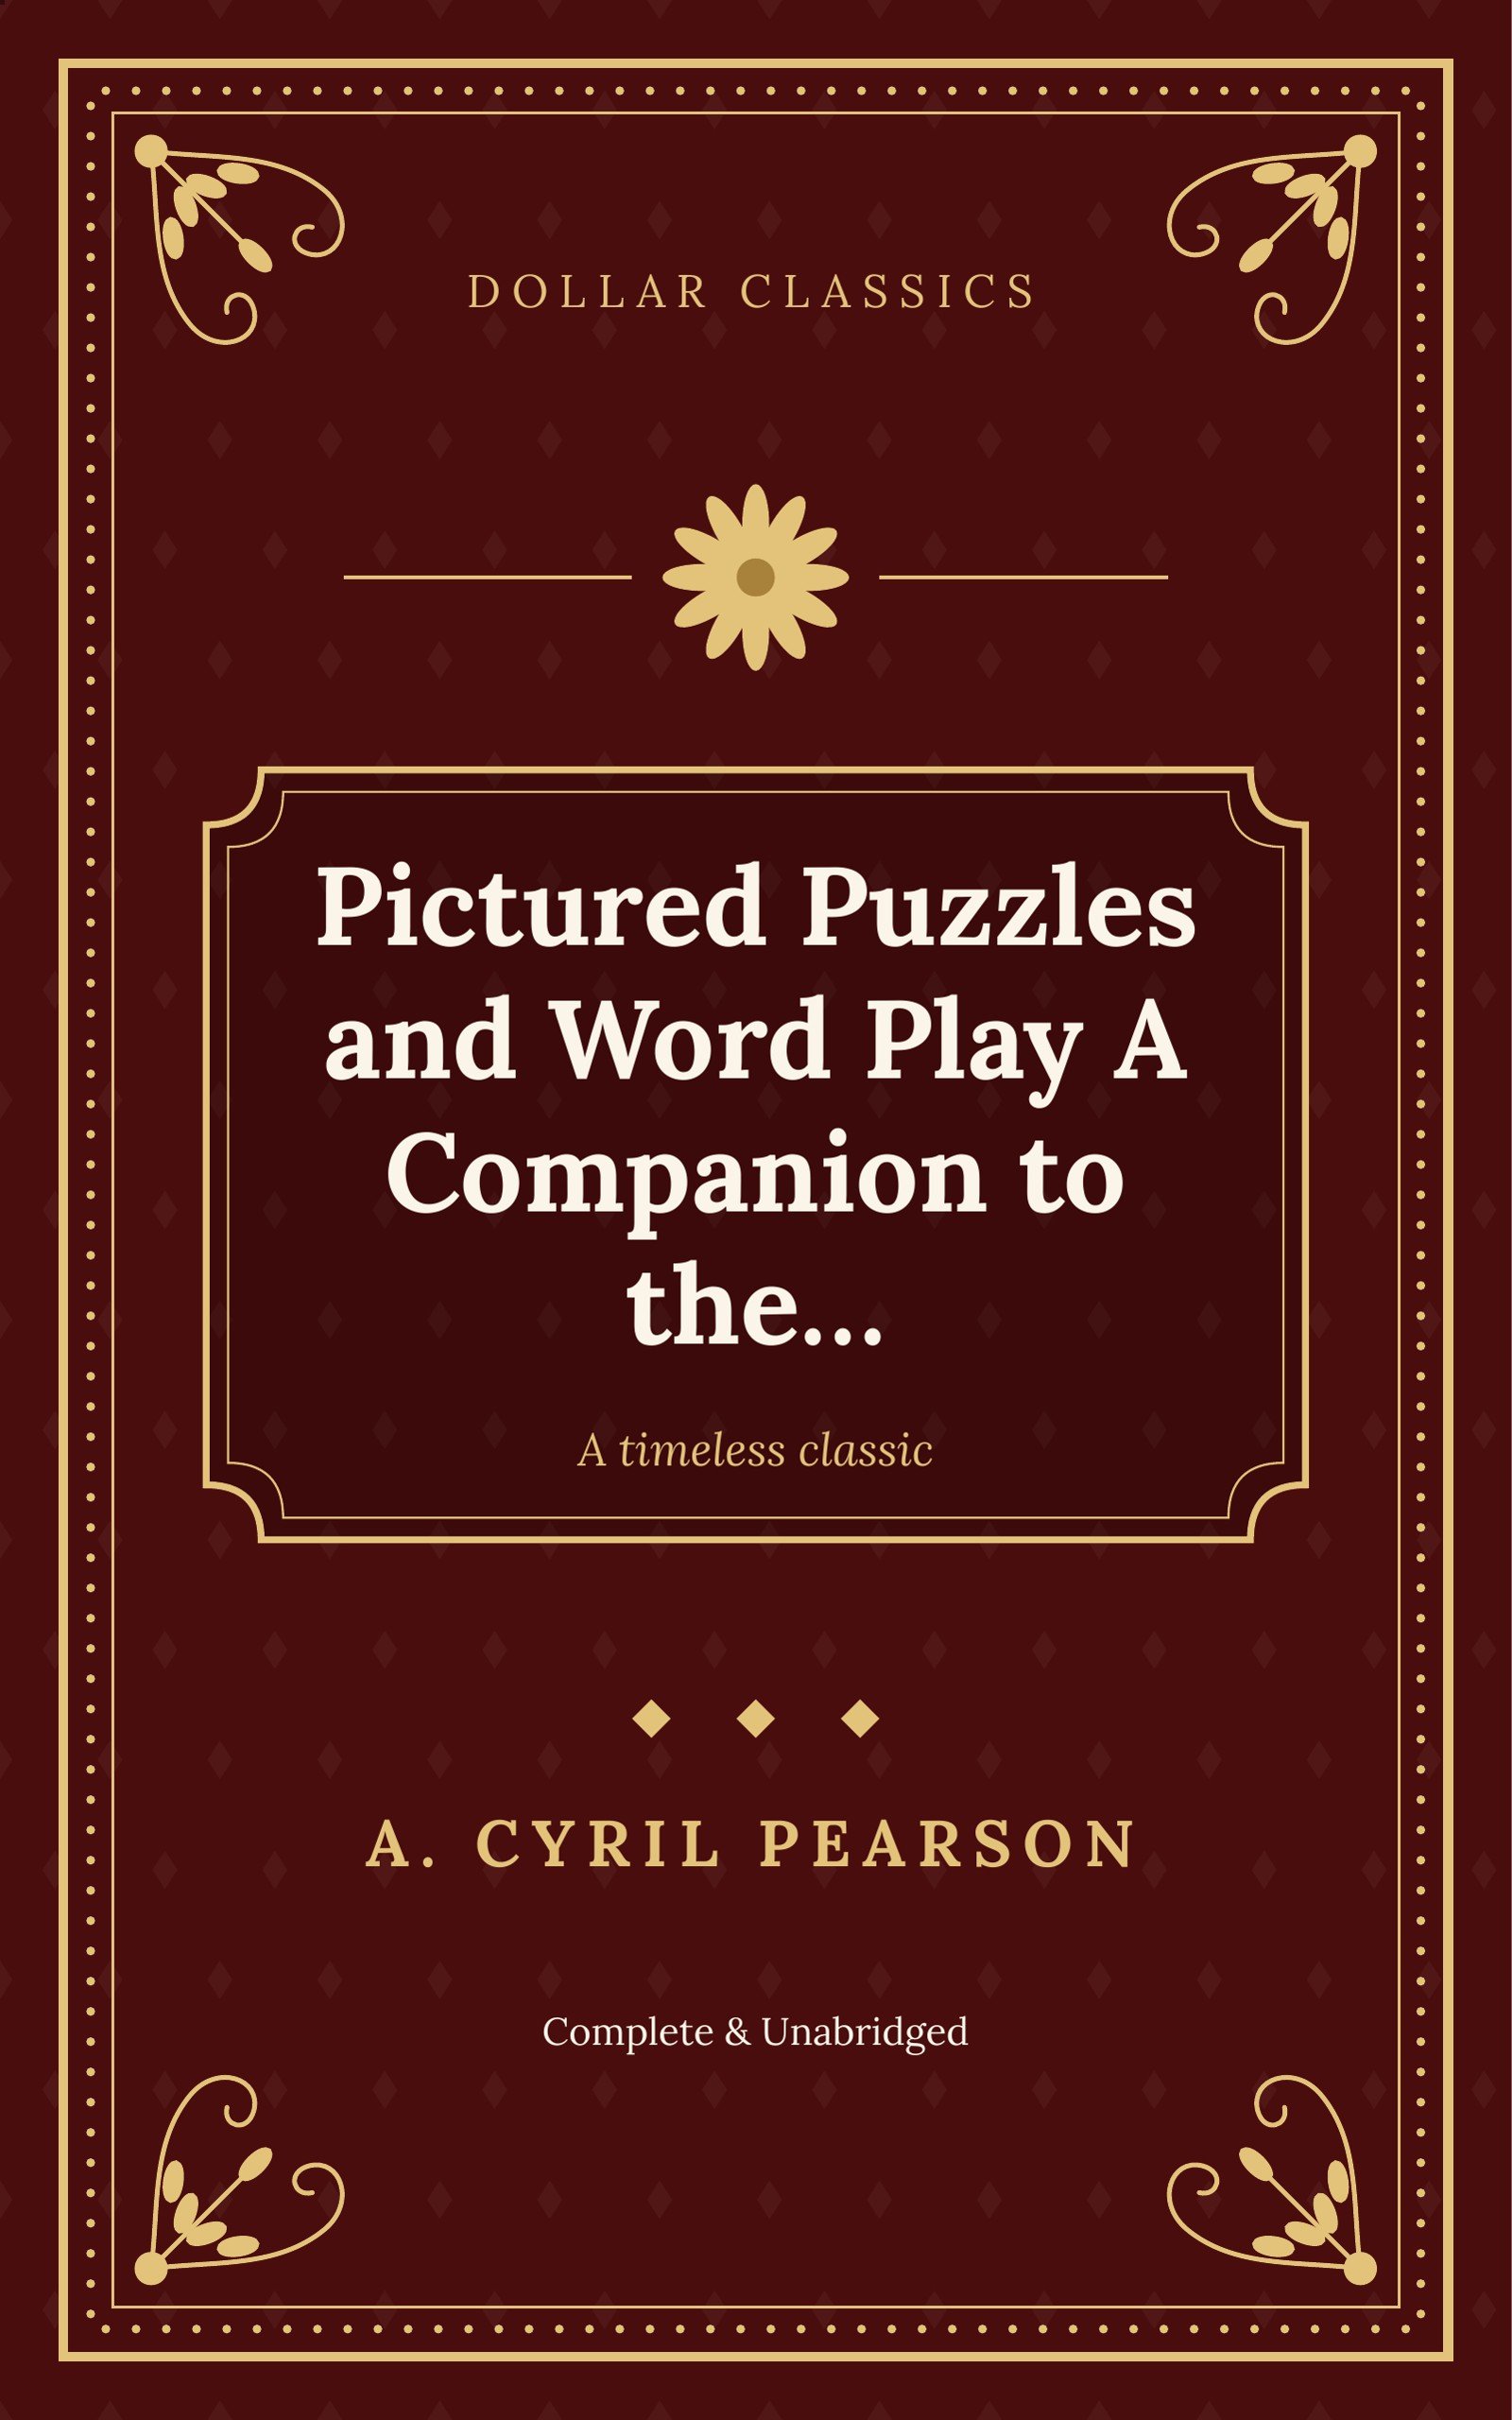 DOLLAR CLASSICS
Pictured Puzzles
and Word Play A
Companion to
the...
A timeless classic
A. CYRIL PEARSON
Complete & Unabridged